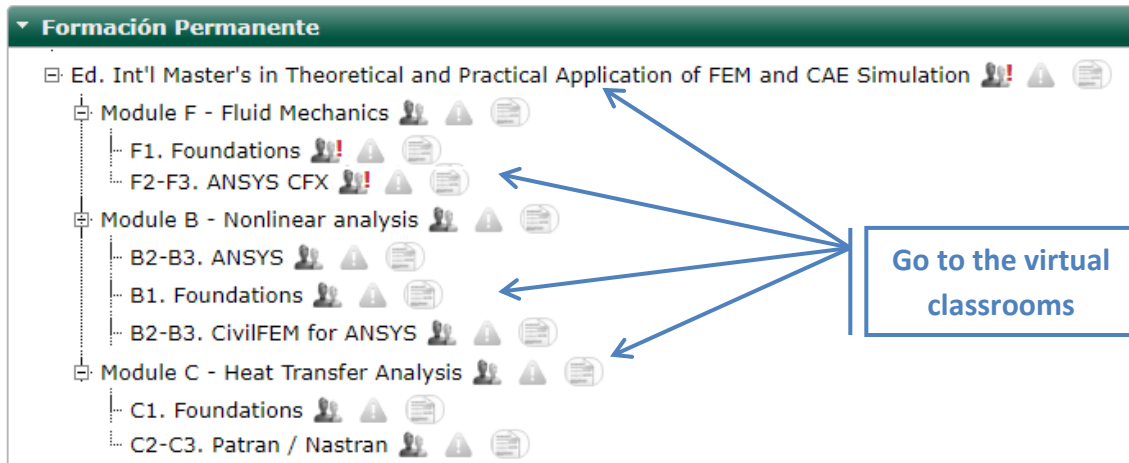 Formación Permanente
Ed. Int'l Master's in Theoretical and Practical Application of FEM and CAE Simulation
Module F - Fluid Mechanics
F1. Foundations
F2-F3. ANSYS CFX
Module B - Nonlinear analysis
B2-B3. ANSYS
B1. Foundations
B2-B3. CivilFEM for ANSYS
Module C - Heat Transfer Analysis
C1. Foundations
C2-C3. Patran / Nastran
Go to the virtual
classrooms